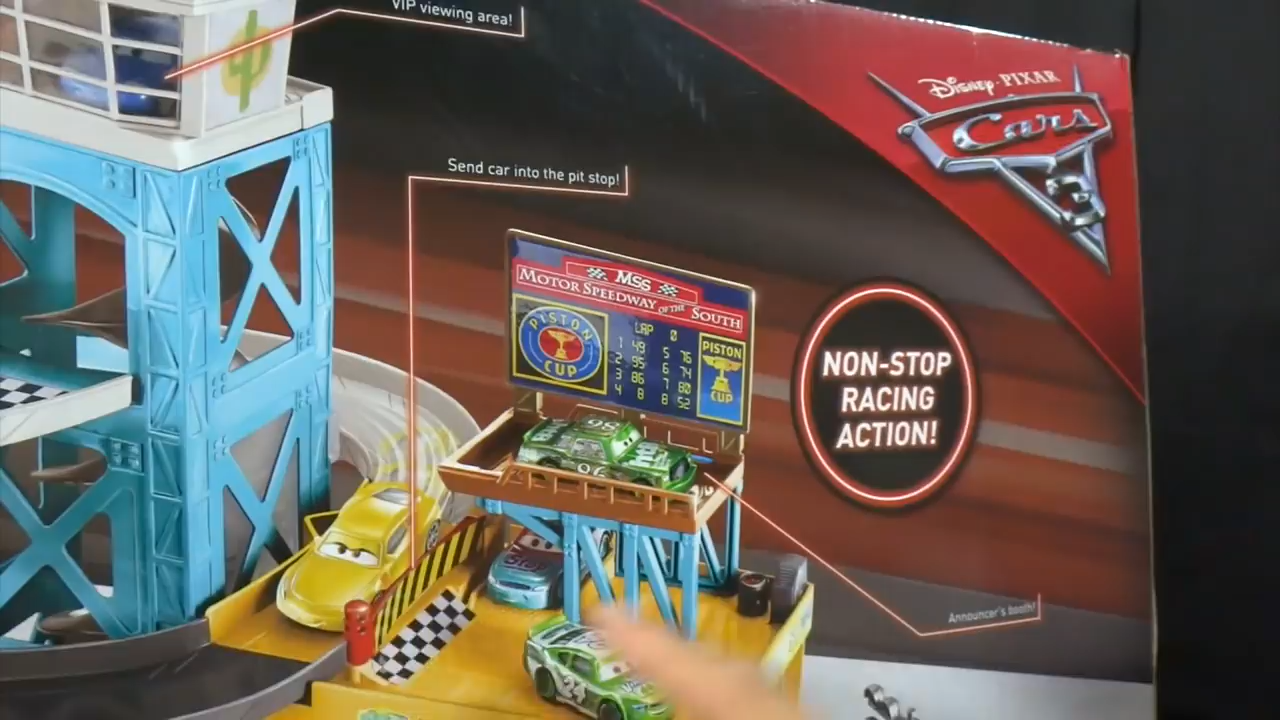 VIP viewing area!
DISNEY·PIXAR
Cars
3
Send car into the pit stop!
MSS
MOTOR SPEEDWAY OF THE SOUTH
PISTON
CUP
LAP 0
1 49 5 76
2 95 6 74
3 86 7 80
4 8 8 52
PISTON
CUP
NON-STOP
RACING
ACTION!
98
Announcer's booth!
24